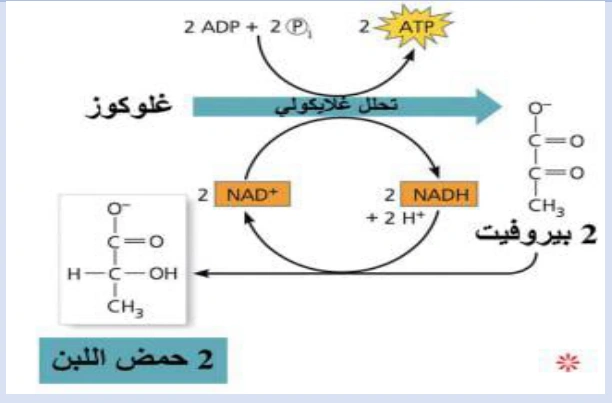 2 ADP + 2 Pi
2 ATP
غلوكوز
تحلل غلايكولي
O⁻
C=O
C=O
CH₃
2 بيروفيت
2 NAD⁺
2 NADH
+ 2 H⁺
O⁻
C=O
H—C—OH
CH₃
2 حمض اللبن